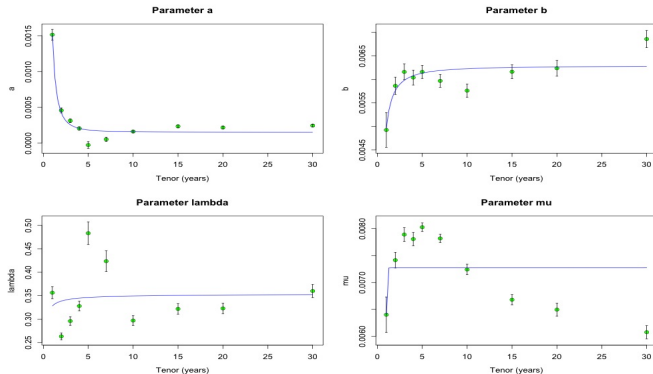 Parameter a
0.0015
0.0010
0.0005
0.0000
a
0 5 10 15 20 25 30
Tenor (years)
Parameter b
0.0065
0.0055
0.0045
b
0 5 10 15 20 25 30
Tenor (years)
Parameter lambda
0.50
0.45
0.40
0.35
0.30
0.25
lambda
0 5 10 15 20 25 30
Tenor (years)
Parameter mu
0.0080
0.0070
0.0060
mu
0 5 10 15 20 25 30
Tenor (years)